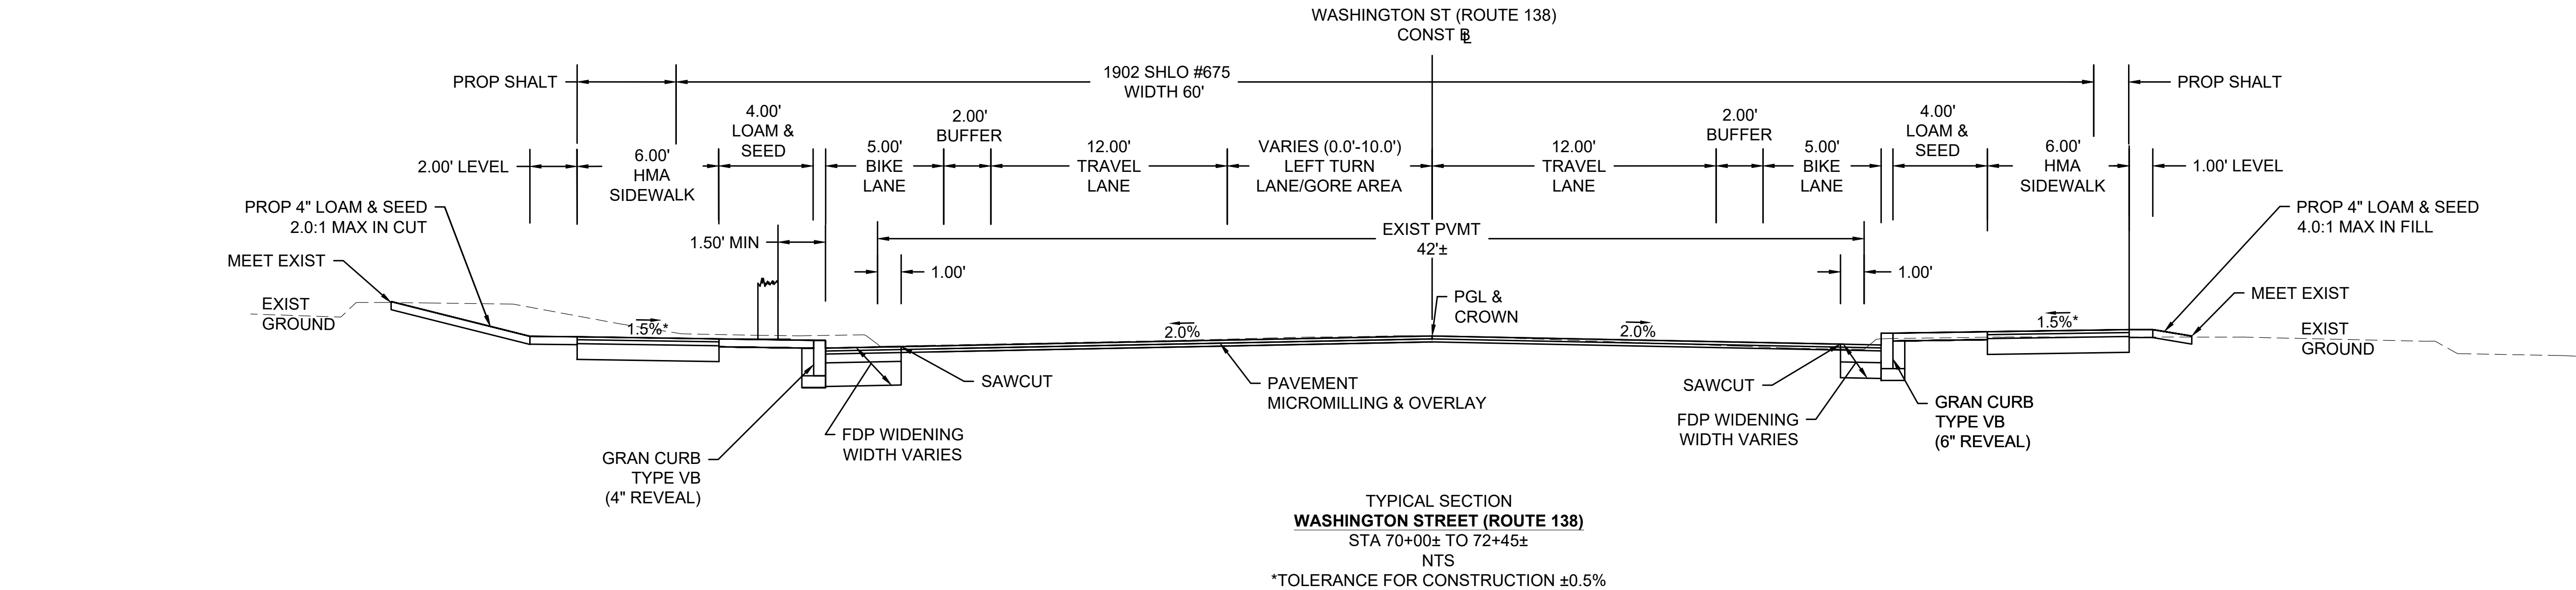 WASHINGTON ST (ROUTE 138)
CONST BL
PROP SHALT
1902 SHLO #675
WIDTH 60'
PROP SHALT
2.00' LEVEL
6.00'
HMA
SIDEWALK
4.00'
LOAM &
SEED
5.00'
BIKE
LANE
2.00'
BUFFER
12.00'
TRAVEL
LANE
VARIES (0.0'-10.0')
LEFT TURN
LANE/GORE AREA
12.00'
TRAVEL
LANE
2.00'
BUFFER
5.00'
BIKE
LANE
4.00'
LOAM &
SEED
6.00'
HMA
SIDEWALK
1.00' LEVEL
PROP 4" LOAM & SEED
2.0:1 MAX IN CUT
1.50' MIN
EXIST PVMT
42'±
PROP 4" LOAM & SEED
4.0:1 MAX IN FILL
MEET EXIST
1.00'
1.00'
MEET EXIST
EXIST
GROUND
1.5%*
2.0%
PGL &
CROWN
2.0%
1.5%*
EXIST
GROUND
SAWCUT
PAVEMENT
MICROMILLING & OVERLAY
SAWCUT
GRAN CURB
TYPE VB
(6" REVEAL)
FDP WIDENING
WIDTH VARIES
FDP WIDENING
WIDTH VARIES
GRAN CURB
TYPE VB
(4" REVEAL)
TYPICAL SECTION
WASHINGTON STREET (ROUTE 138)
STA 70+00± TO 72+45±
NTS
*TOLERANCE FOR CONSTRUCTION ±0.5%